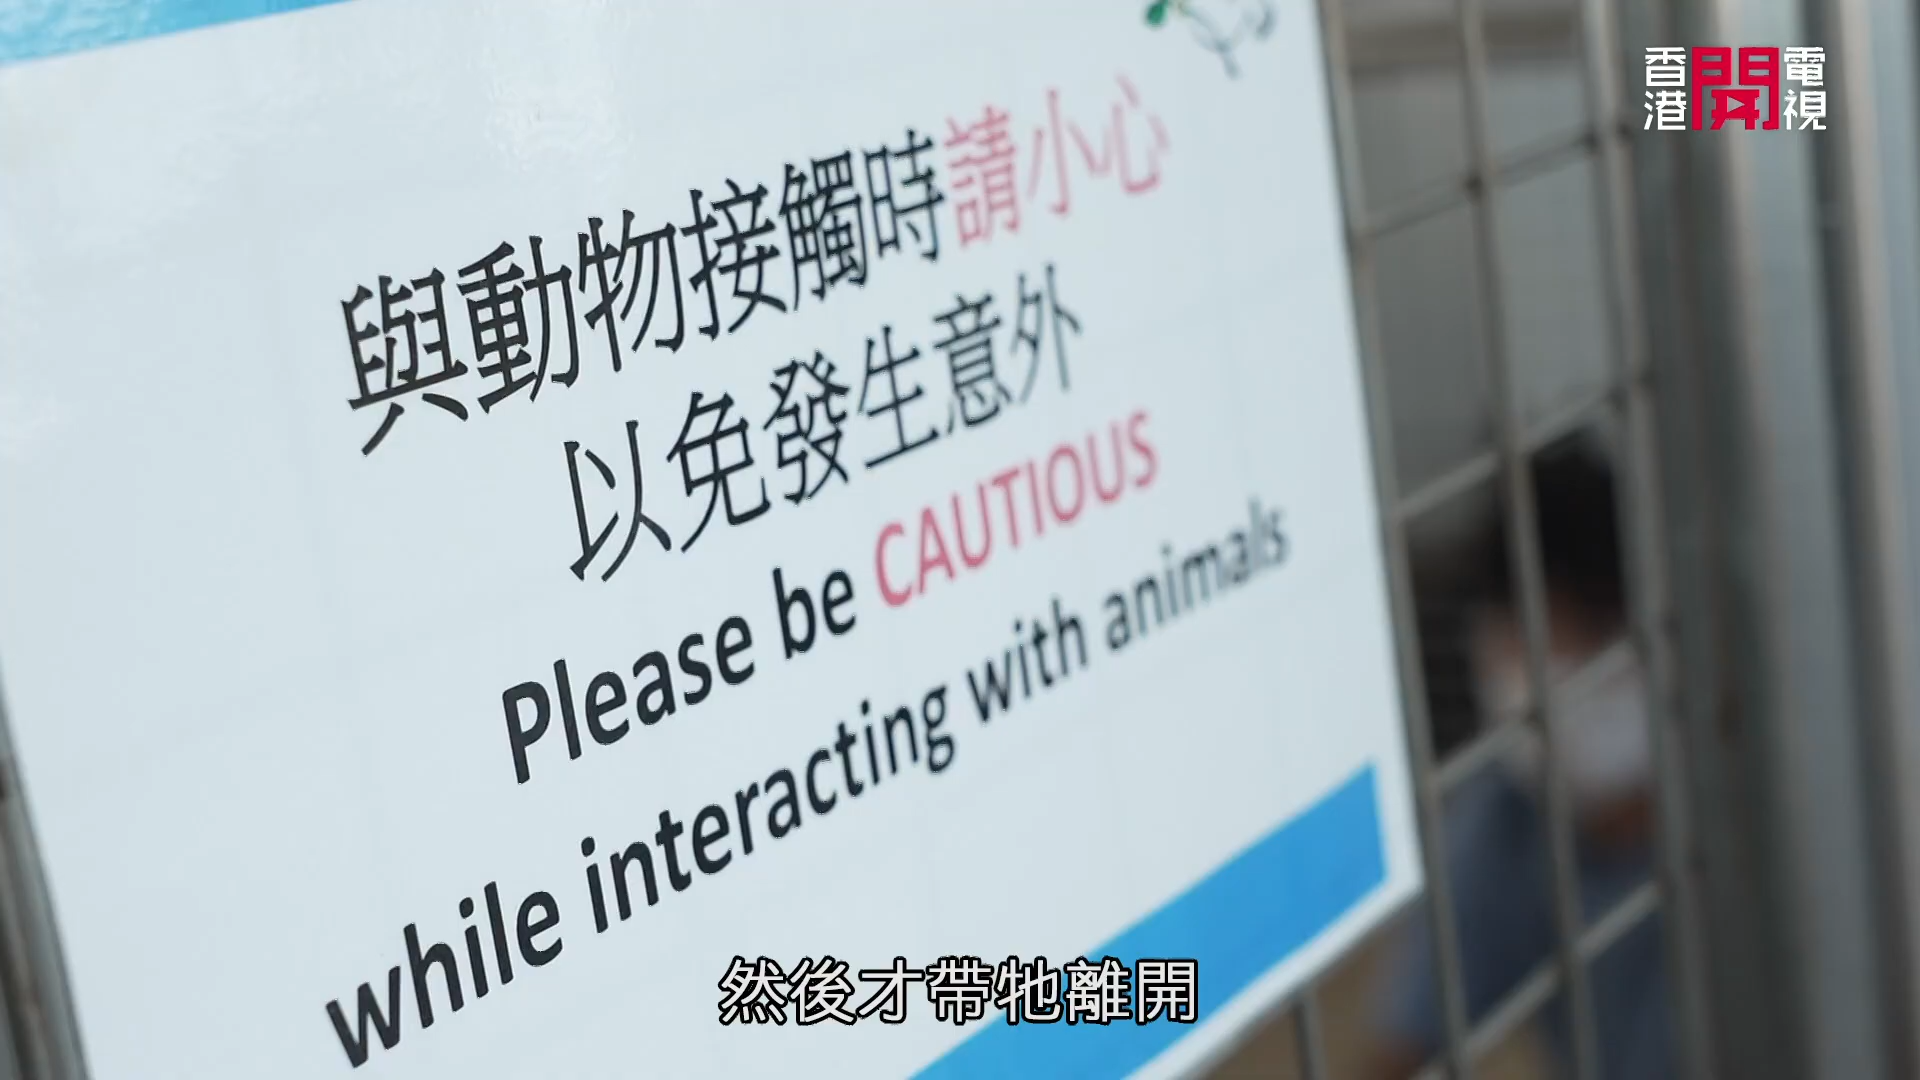 香港開電視
與動物接觸時請小心
以免發生意外
Please be CAUTIOUS
while interacting with animals
然後才帶牠離開